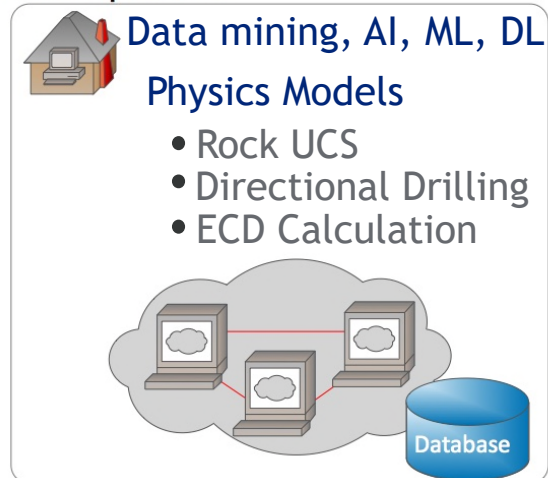 Data mining, AI, ML, DL
Physics Models
• Rock UCS
• Directional Drilling
• ECD Calculation
Database